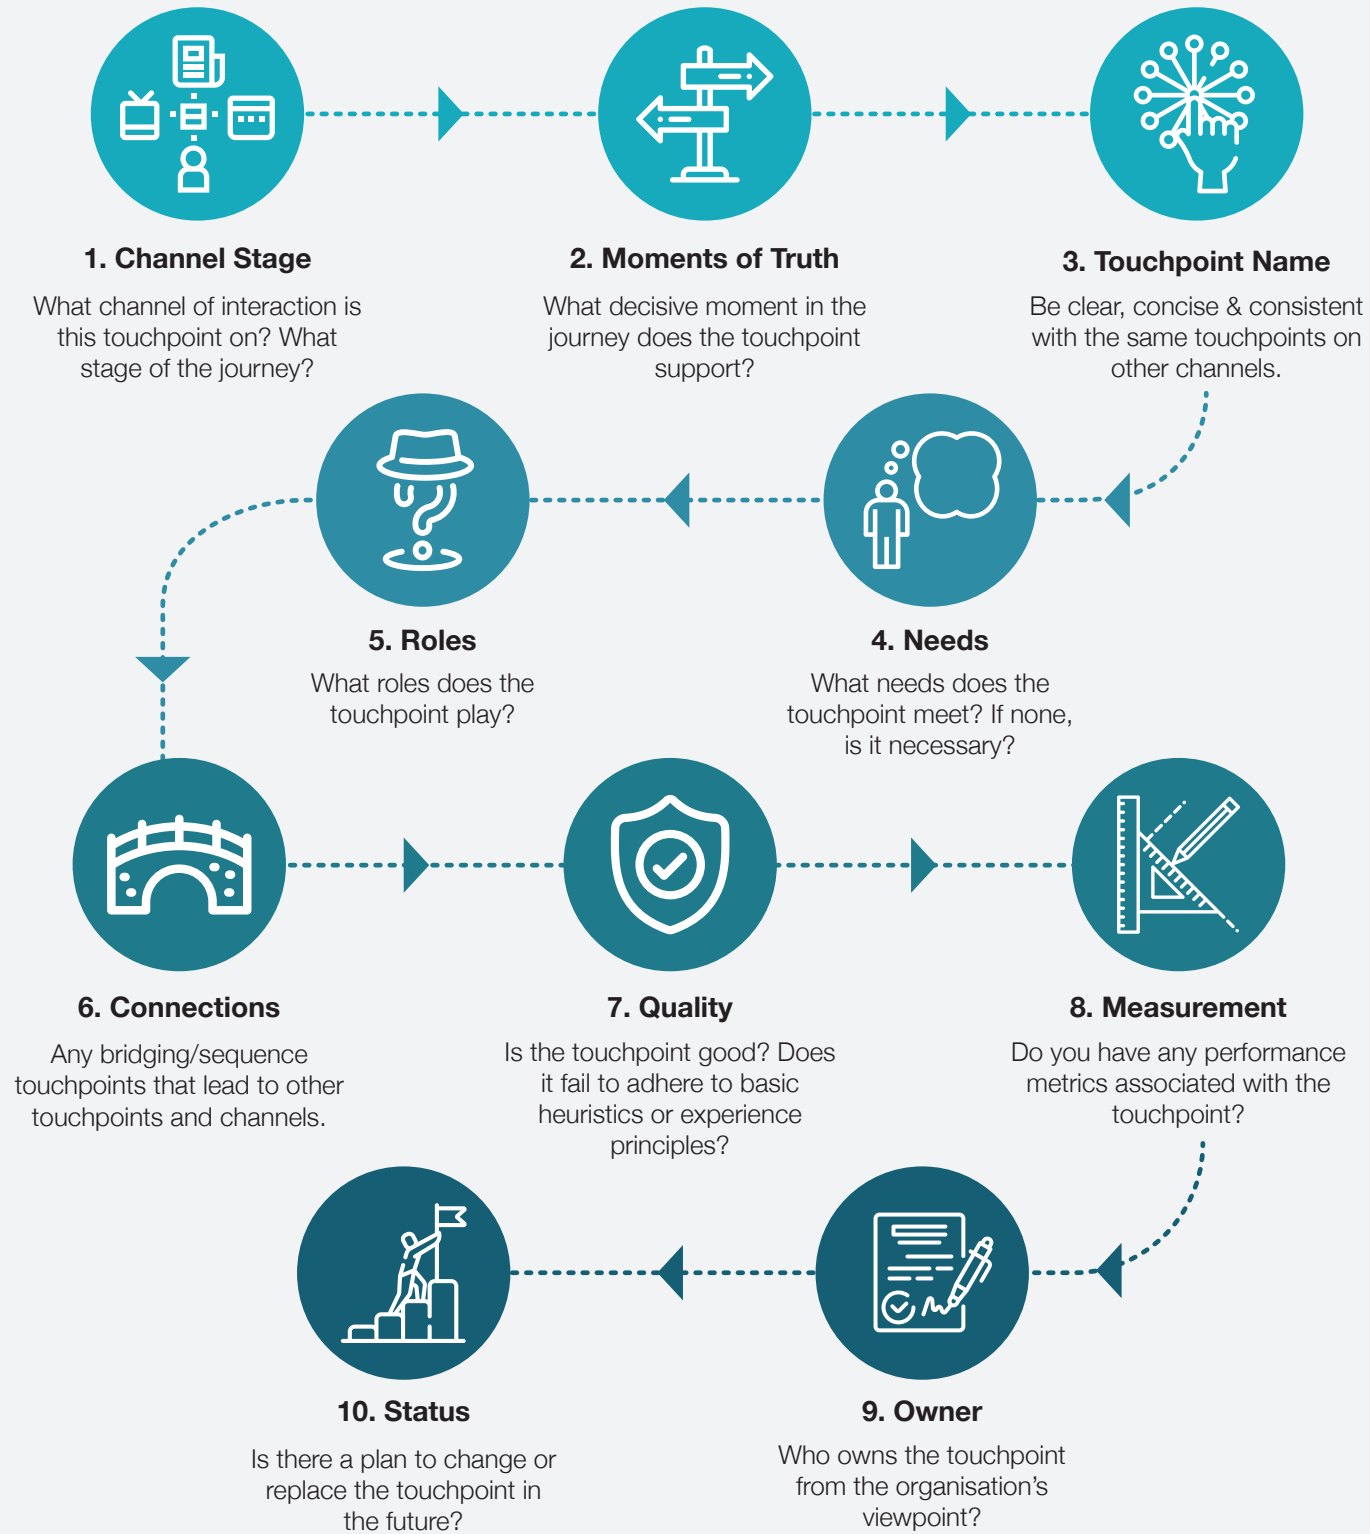 1. Channel Stage
What channel of interaction is
this touchpoint on? What
stage of the journey?
2. Moments of Truth
What decisive moment in the
journey does the touchpoint
support?
3. Touchpoint Name
Be clear, concise & consistent
with the same touchpoints on
other channels.
4. Needs
What needs does the
touchpoint meet? If none,
is it necessary?
5. Roles
What roles does the
touchpoint play?
6. Connections
Any bridging/sequence
touchpoints that lead to other
touchpoints and channels.
7. Quality
Is the touchpoint good? Does
it fail to adhere to basic
heuristics or experience
principles?
8. Measurement
Do you have any performance
metrics associated with the
touchpoint?
9. Owner
Who owns the touchpoint
from the organisation's
viewpoint?
10. Status
Is there a plan to change or
replace the touchpoint in
the future?